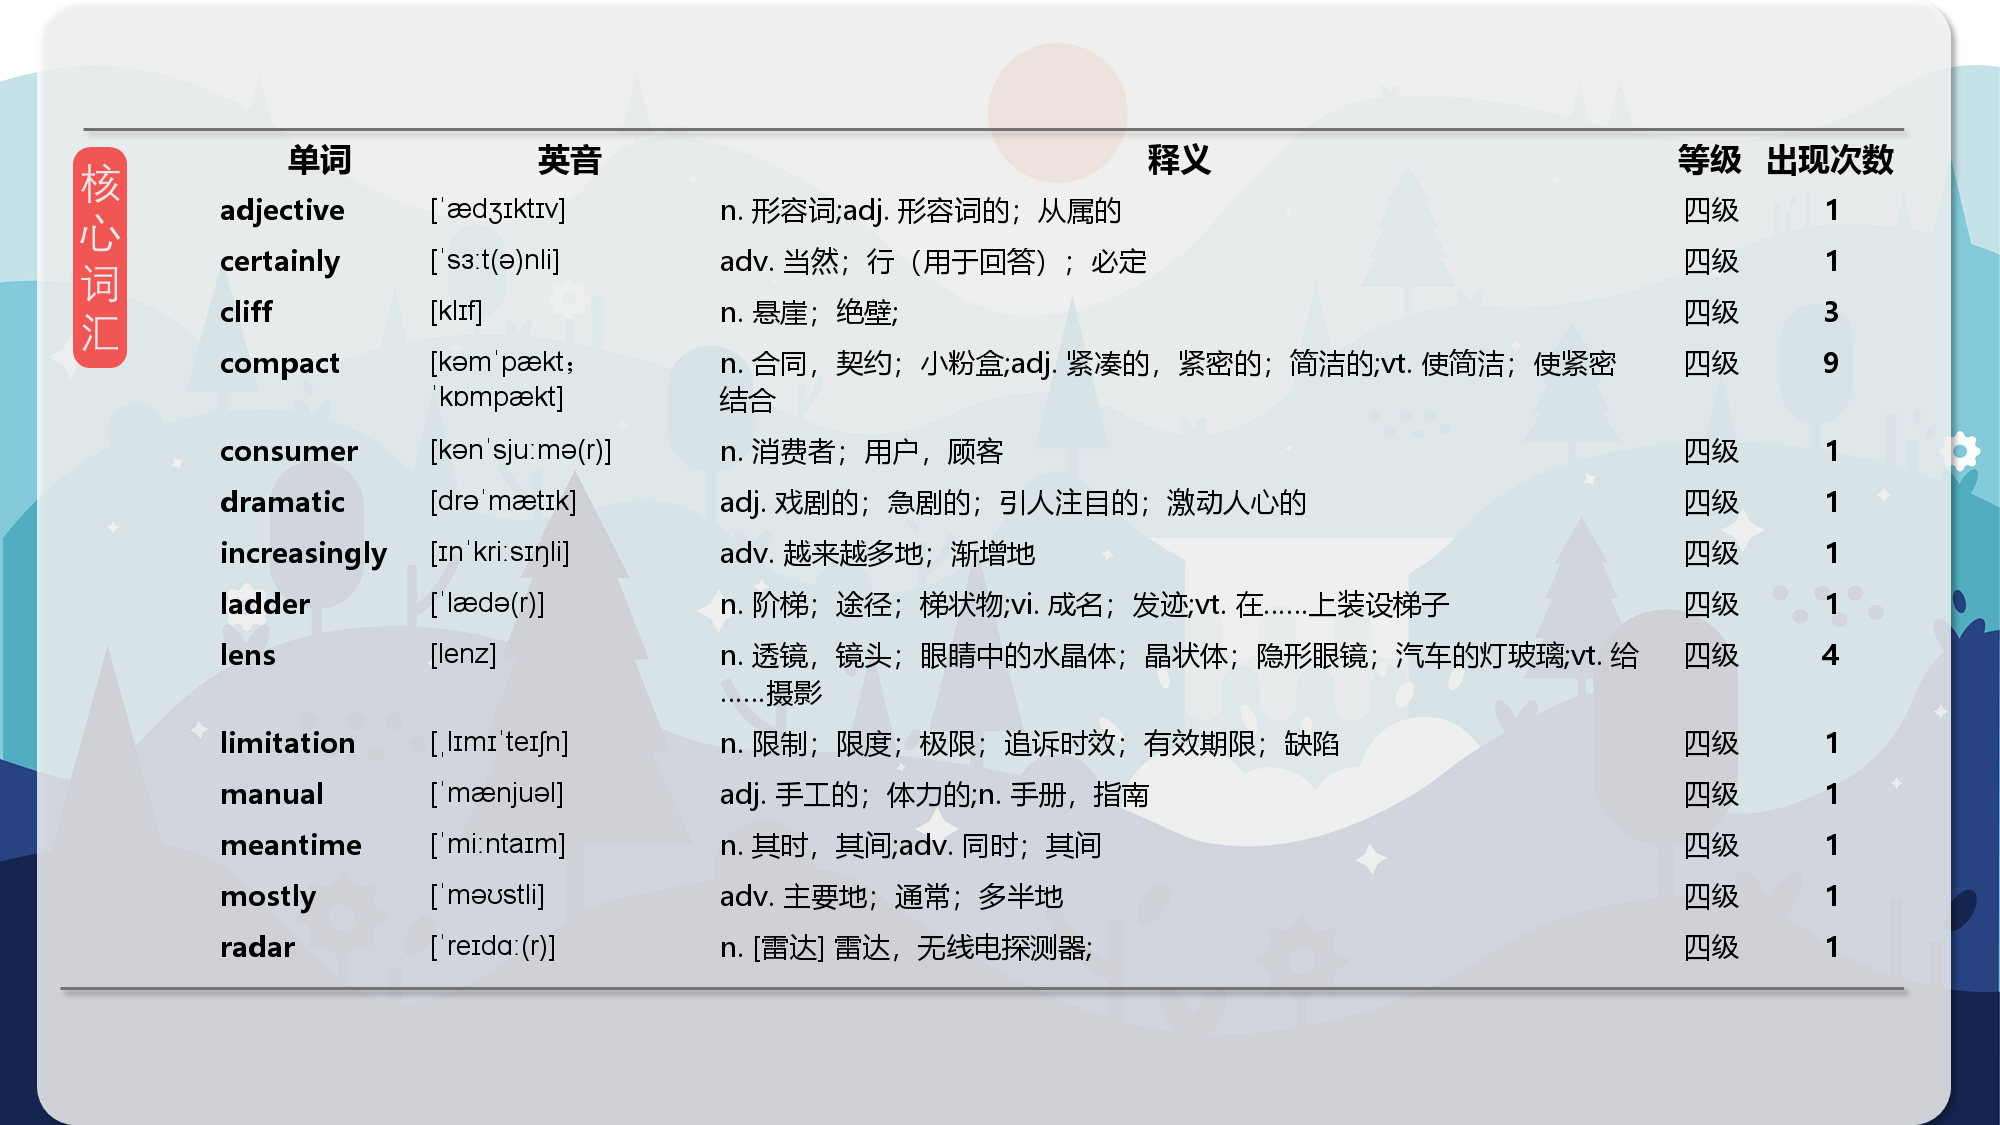 核心词汇
单词 英音 释义 等级 出现次数
adjective [ˈædʒɪktɪv] n. 形容词;adj. 形容词的；从属的 四级 1
certainly [ˈsɜːt(ə)nli] adv. 当然；行（用于回答）；必定 四级 1
cliff [klɪf] n. 悬崖；绝壁; 四级 3
compact [kəmˈpækt; n. 合同，契约；小粉盒;adj. 紧凑的，紧密的；简洁的;vt. 使简洁；使紧密 四级 9
ˈkɒmpækt] 结合
consumer [kənˈsjuːmə(r)] n. 消费者；用户，顾客 四级 1
dramatic [drəˈmætɪk] adj. 戏剧的；急剧的；引人注目的；激动人心的 四级 1
increasingly [ɪnˈkriːsɪŋli] adv. 越来越多地；渐增地 四级 1
ladder [ˈlædə(r)] n. 阶梯；途径；梯状物;vi. 成名；发迹;vt. 在……上装设梯子 四级 1
lens [lenz] n. 透镜，镜头；眼睛中的水晶体；晶状体；隐形眼镜；汽车的灯玻璃;vt. 给 四级 4
……摄影
limitation [ˌlɪmɪˈteɪʃn] n. 限制；限度；极限；追诉时效；有效期限；缺陷 四级 1
manual [ˈmænjuəl] adj. 手工的；体力的;n. 手册，指南 四级 1
meantime [ˈmiːntaɪm] n. 其时，其间;adv. 同时；其间 四级 1
mostly [ˈməʊstli] adv. 主要地；通常；多半地 四级 1
radar [ˈreɪdɑː(r)] n. [雷达] 雷达，无线电探测器; 四级 1